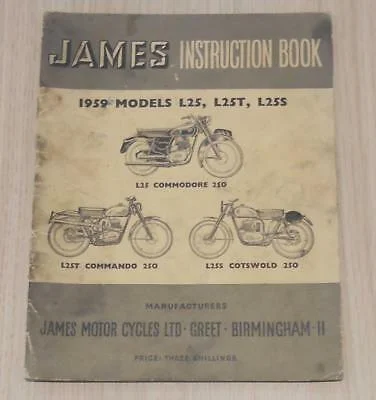 JAMES INSTRUCTION BOOK
1959 MODELS L25, L25T, L25S
L25 COMMODORE 250
L25T COMMANDO 250
L25S COTSWOLD 250
MANUFACTURERS
JAMES MOTOR CYCLES LTD · GREET · BIRMINGHAM · II
PRICE: THREE SHILLINGS